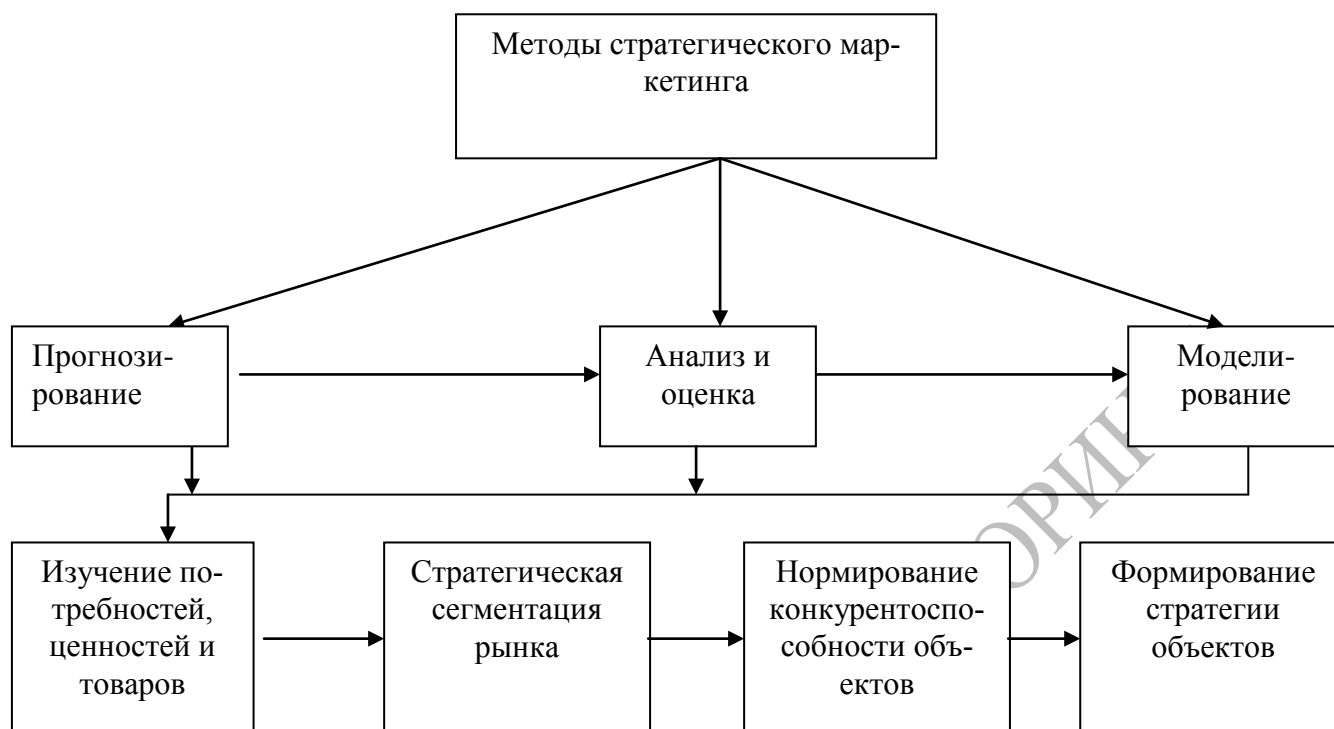 Методы стратегического мар-
кетинга
Прогнози-
рование
Анализ и
оценка
Модели-
рование
Изучение по-
требностей,
ценностей и
товаров
Стратегическая
сегментация
рынка
Нормирование
конкурентоспо-
собности объ-
ектов
Формирование
стратегии
объектов